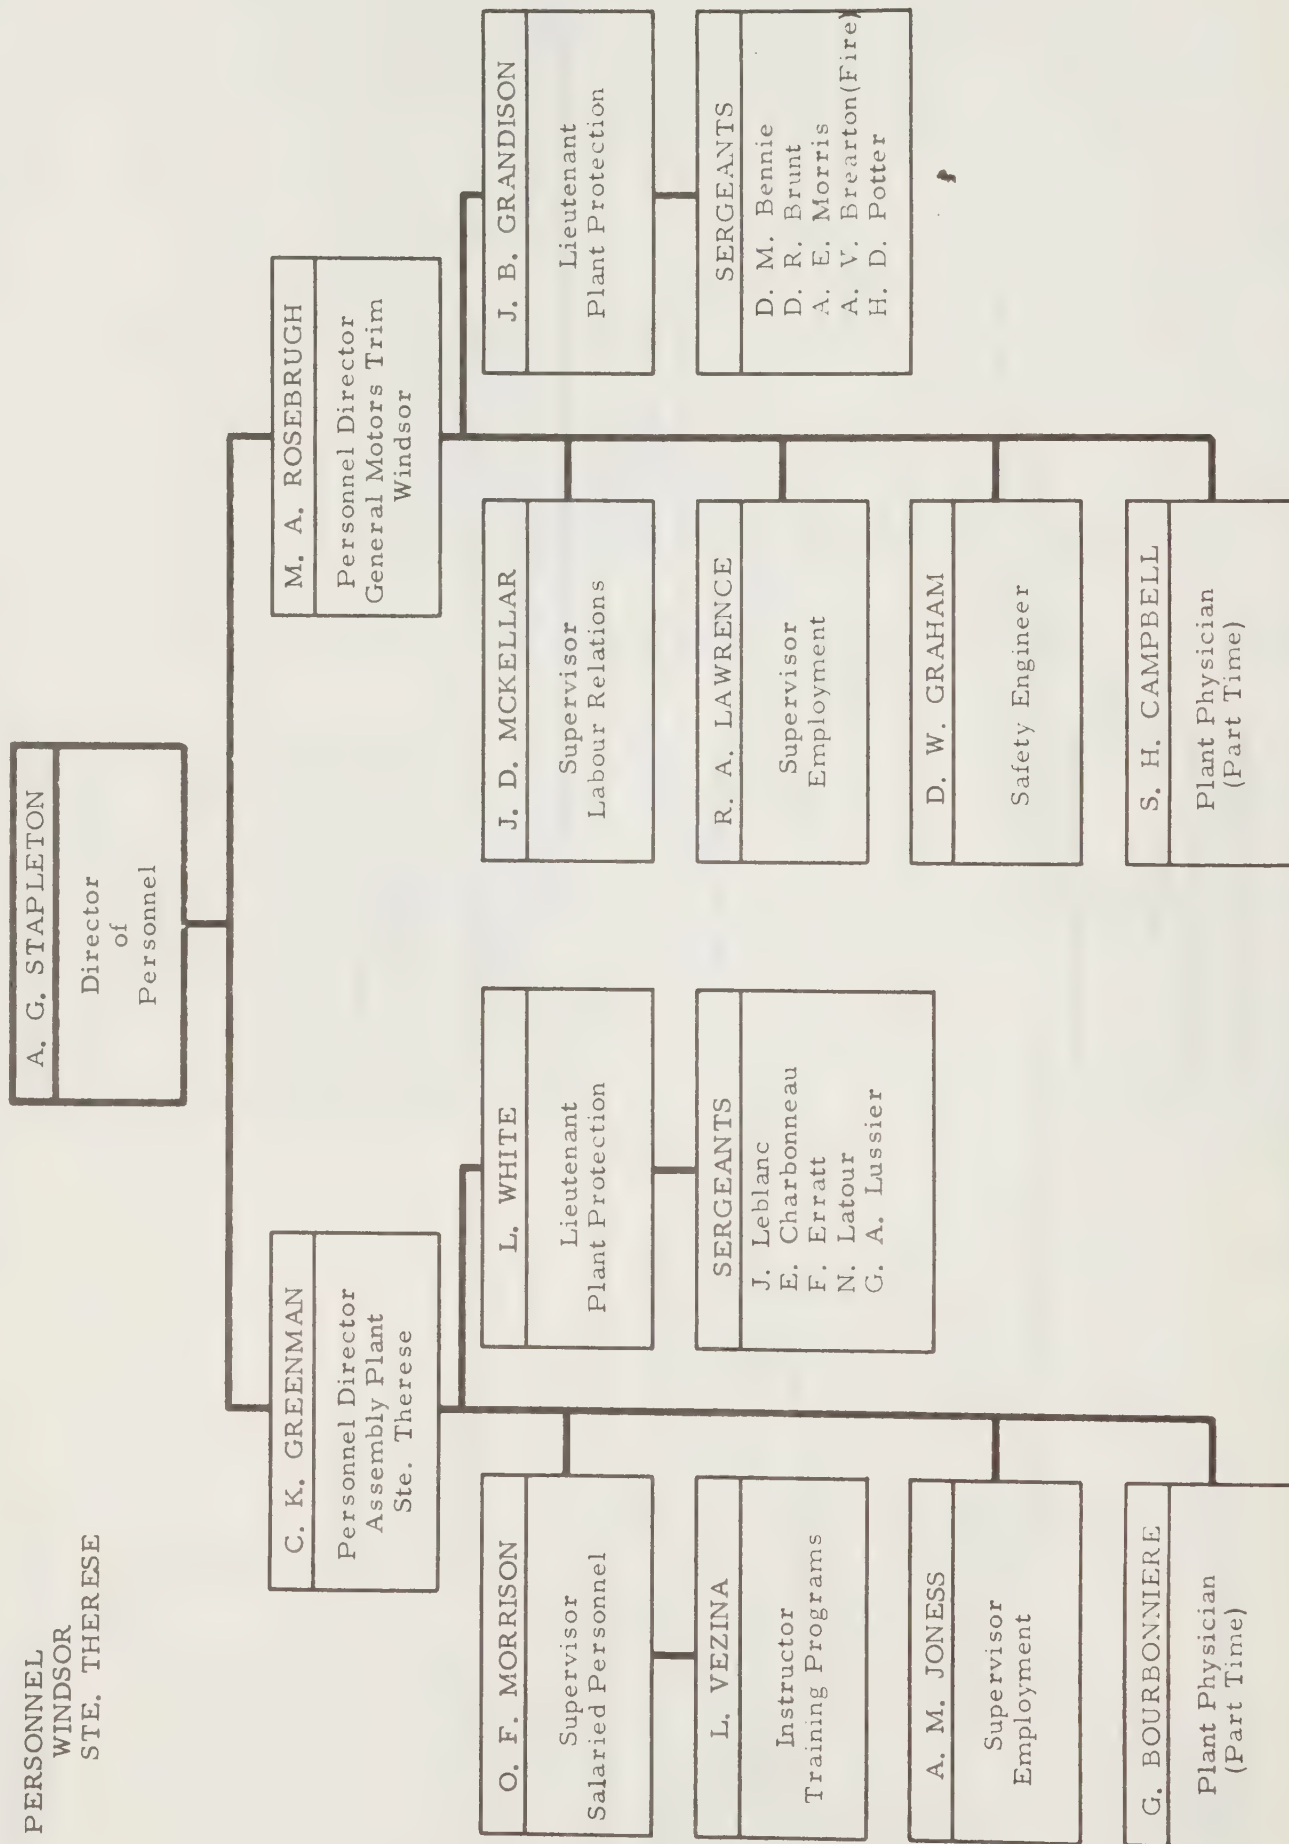 PERSONNEL
WINDSOR
STE. THERESE
A. G. STAPLETON
Director
of
Personnel
C. K. GREENMAN
Personnel Director
Assembly Plant
Ste. Therese
O. F. MORRISON
Supervisor
Salaried Personnel
L. VEZINA
Instructor
Training Programs
A. M. JONESS
Supervisor
Employment
G. BOURBONNIERE
Plant Physician
(Part Time)
L. WHITE
Lieutenant
Plant Protection
SERGEANTS
J. Leblanc
E. Charbonneau
F. Erratt
N. Latour
G. A. Lussier
M. A. ROSEBRUGH
Personnel Director
General Motors Trim
Windsor
J. D. MCKELLAR
Supervisor
Labour Relations
R. A. LAWRENCE
Supervisor
Employment
D. W. GRAHAM
Safety Engineer
S. H. CAMPBELL
Plant Physician
(Part Time)
J. B. GRANDISON
Lieutenant
Plant Protection
SERGEANTS
D. M. Bennie
D. R. Brunt
A. E. Morris
A. V. Brearton(Fire)
H. D. Potter